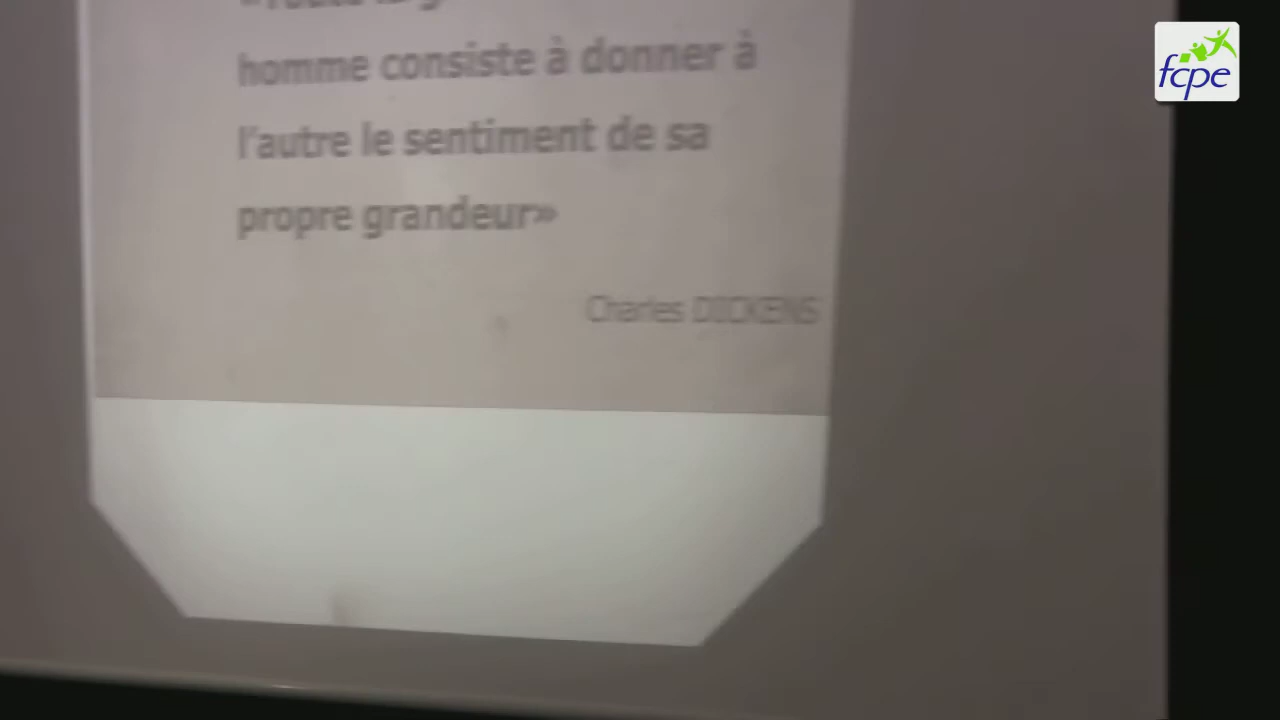 homme consiste à donner à
l'autre le sentiment de sa
propre grandeur»
Charles DICKENS
fcpe